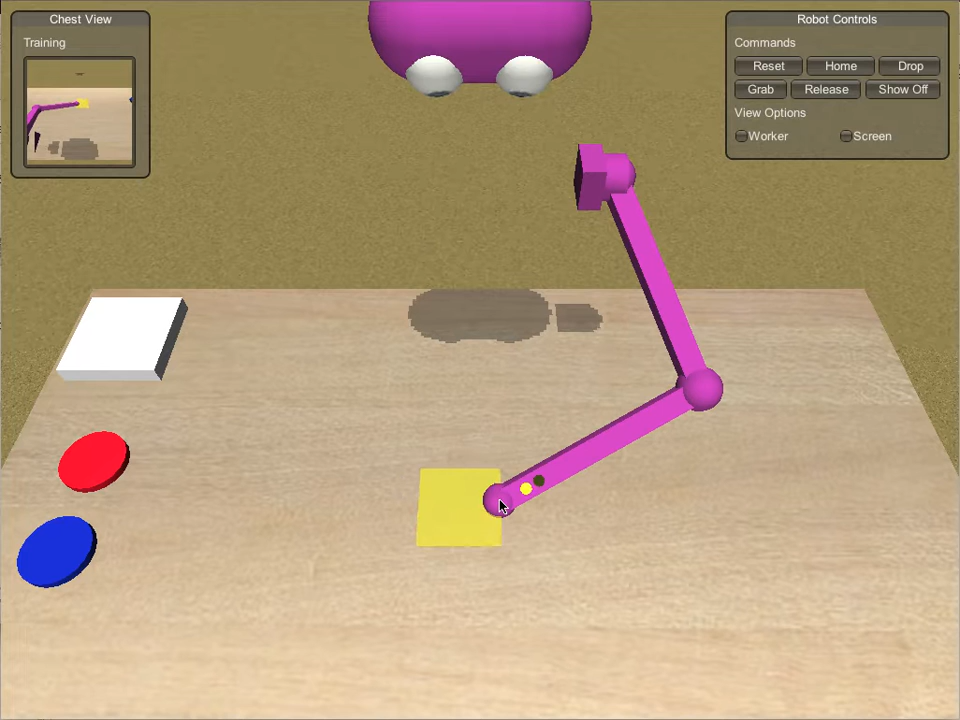 Chest View
Training
Robot Controls
Commands
Reset Home Drop
Grab Release Show Off
View Options
Worker Screen